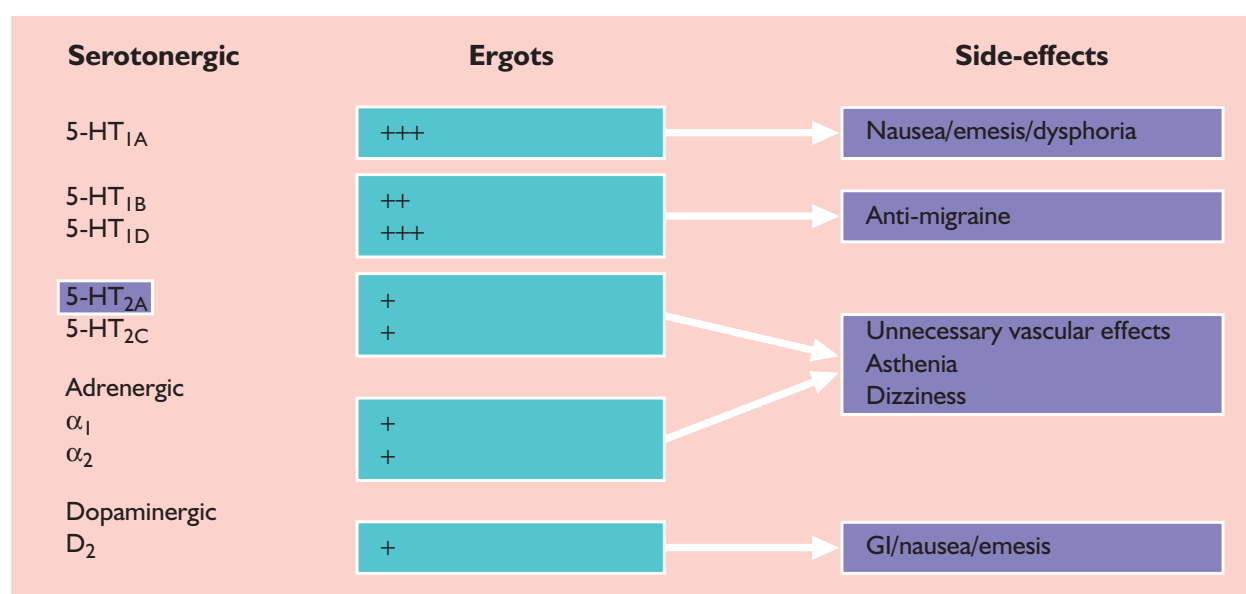 Serotonergic Ergots Side-effects
5-HT1A +++ Nausea/emesis/dysphoria
5-HT1B ++
5-HT1D +++
Anti-migraine
5-HT2A +
5-HT2C +
Unnecessary vascular effects
Asthenia
Dizziness
Adrenergic
α1 +
α2 +
Dopaminergic
D2 + GI/nausea/emesis